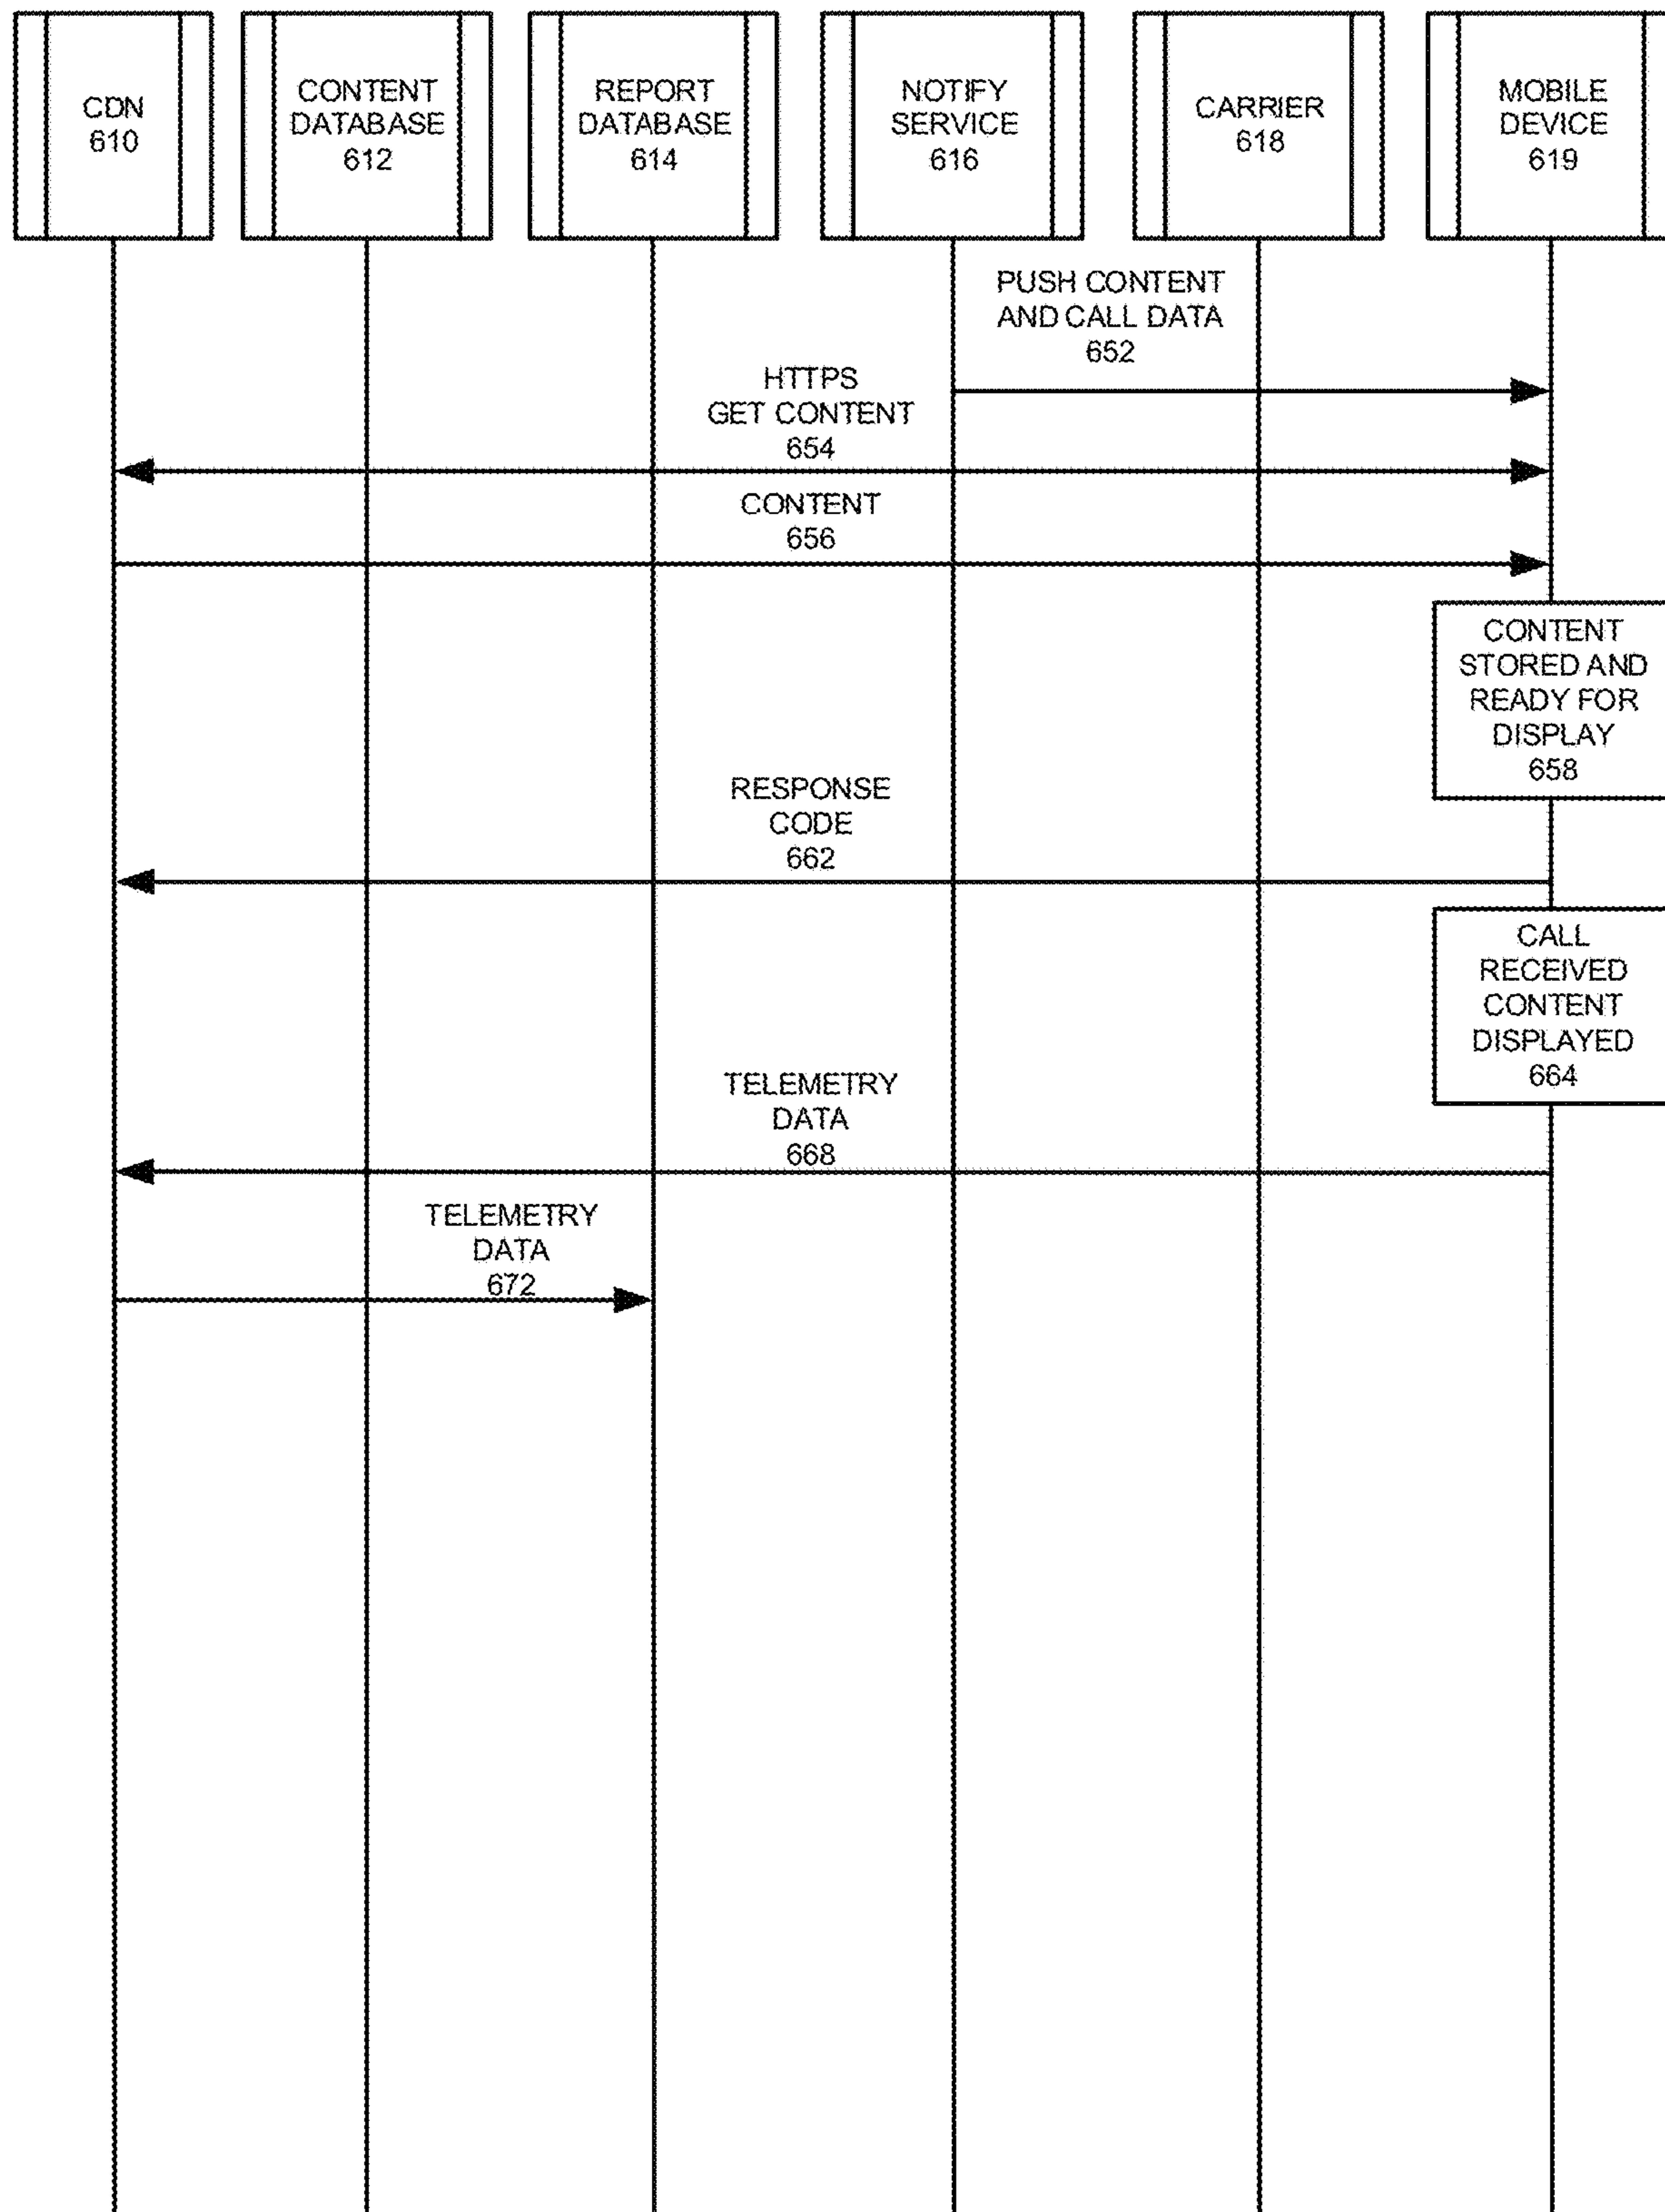 CDN
610
CONTENT
DATABASE
612
REPORT
DATABASE
614
NOTIFY
SERVICE
616
CARRIER
618
MOBILE
DEVICE
619
PUSH CONTENT
AND CALL DATA
652
HTTPS
GET CONTENT
654
CONTENT
656
CONTENT
STORED AND
READY FOR
DISPLAY
658
RESPONSE
CODE
662
CALL
RECEIVED
CONTENT
DISPLAYED
664
TELEMETRY
DATA
668
TELEMETRY
DATA
672